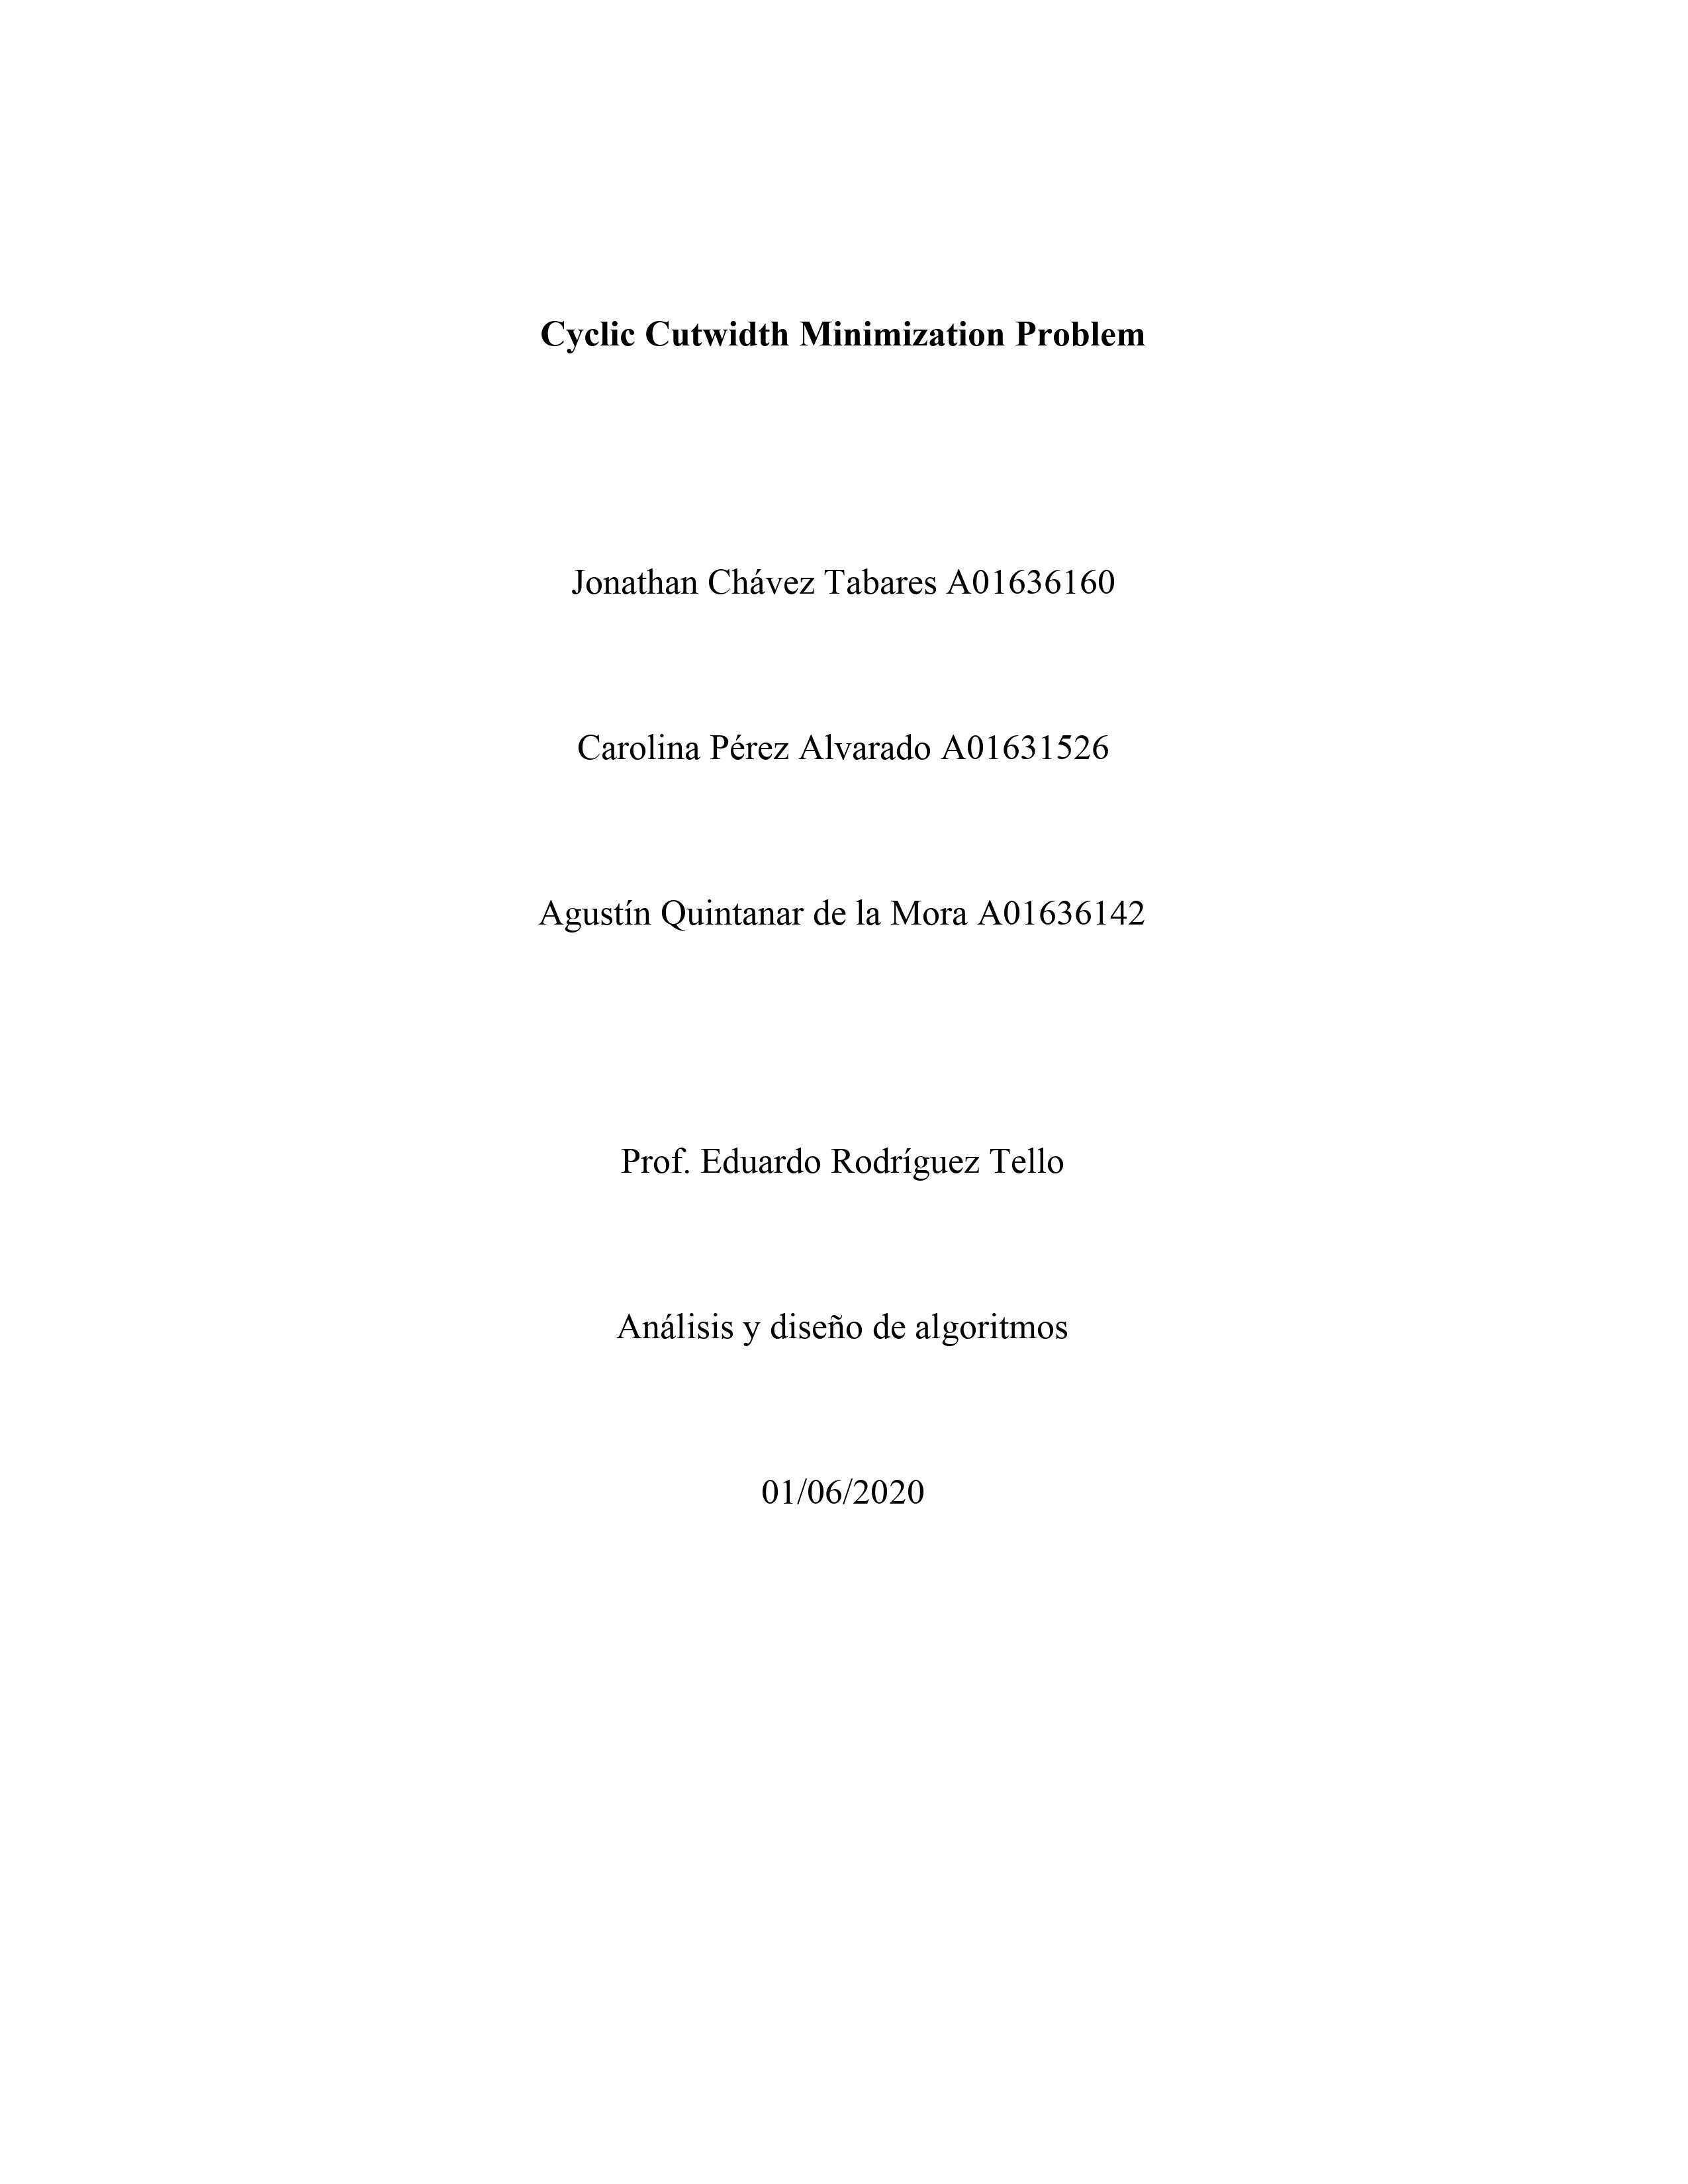 Cyclic Cutwidth Minimization Problem
Jonathan Chávez Tabares A01636160
Carolina Pérez Alvarado A01631526
Agustín Quintanar de la Mora A01636142
Prof. Eduardo Rodríguez Tello
Análisis y diseño de algoritmos
01/06/2020